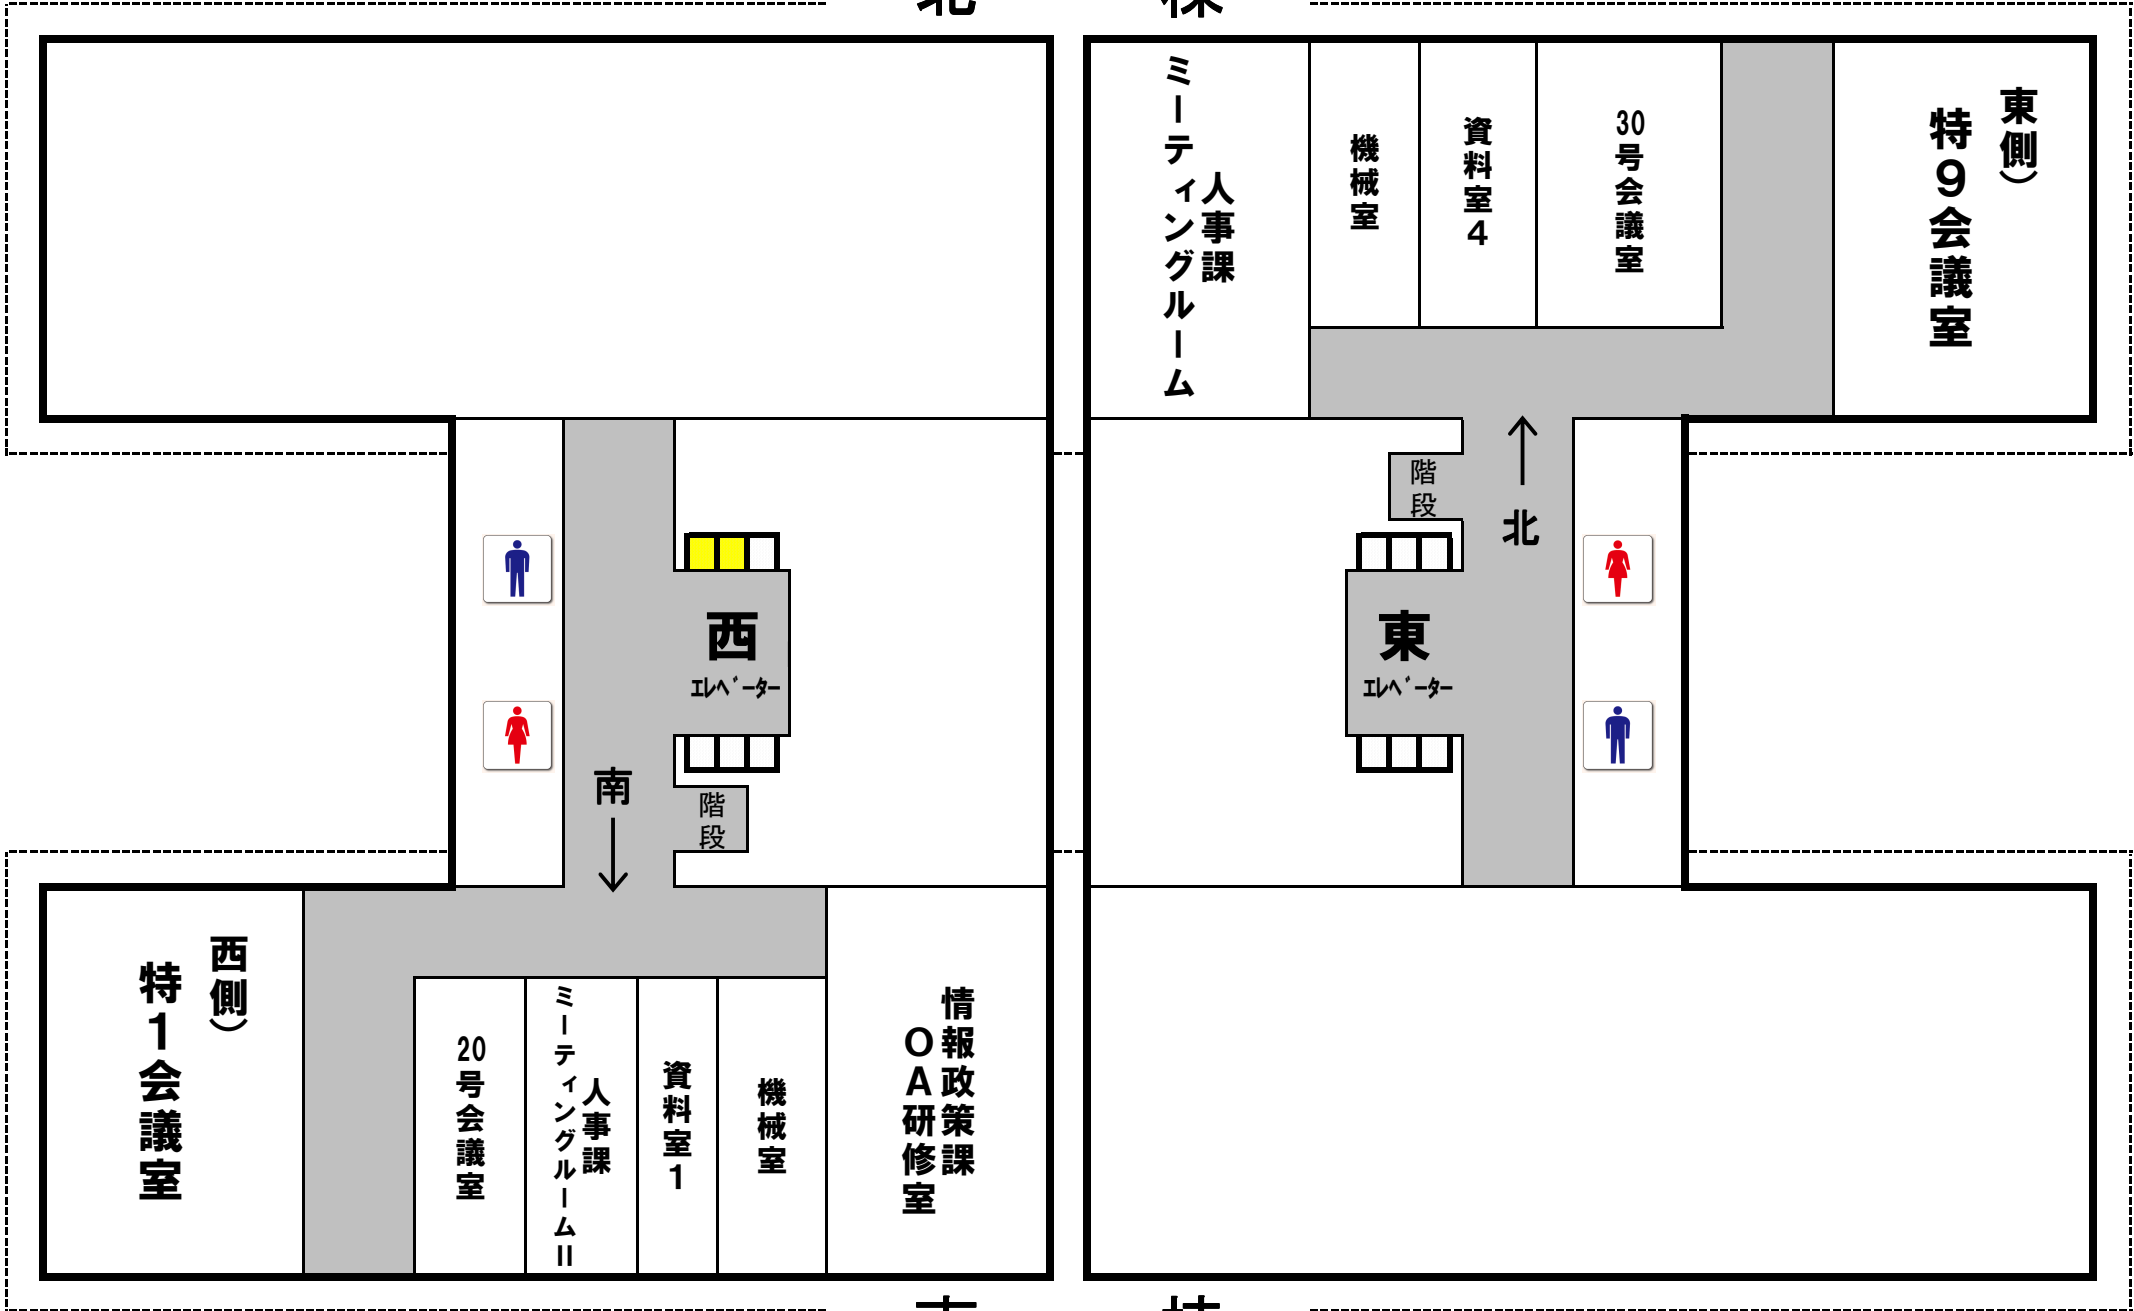 北　棟
人事課
ミーティングルーム
機械室
資料室４
30号会議室
東側）
特９会議室
階段
北
西
ｴﾚﾍﾞｰﾀｰ
東
ｴﾚﾍﾞｰﾀｰ
南
階段
西側）
特１会議室
20号会議室
人事課
ミーティングルームⅡ
資料室１
機械室
情報政策課
ＯＡ研修室